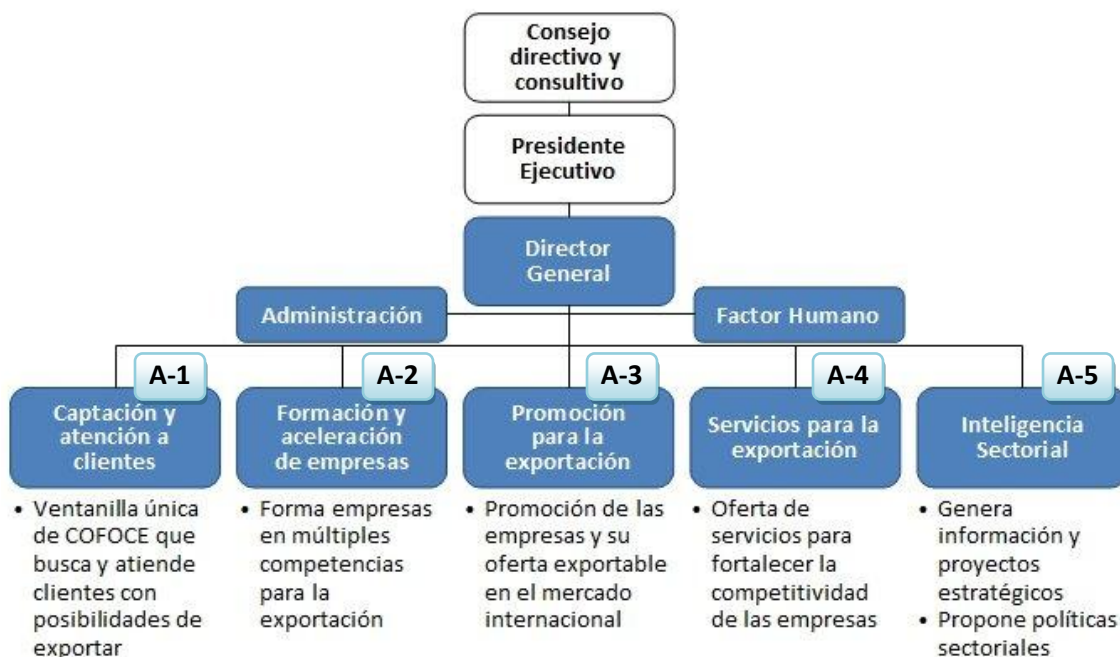 Consejo
directivo y
consultivo
Presidente
Ejecutivo
Director
General
Administración
Factor Humano
A-1
Captación y
atención a
clientes
• Ventanilla única
de COFOCE que
busca y atiende
clientes con
posibilidades de
exportar
A-2
Formación y
aceleración
de empresas
• Forma empresas
en múltiples
competencias
para la
exportación
A-3
Promoción
para la
exportación
• Promoción de las
empresas y su
oferta exportable
en el mercado
internacional
A-4
Servicios para la
exportación
• Oferta de
servicios para
fortalecer la
competitividad
de las empresas
A-5
Inteligencia
Sectorial
• Genera
información y
proyectos
estratégicos
• Propone políticas
sectoriales